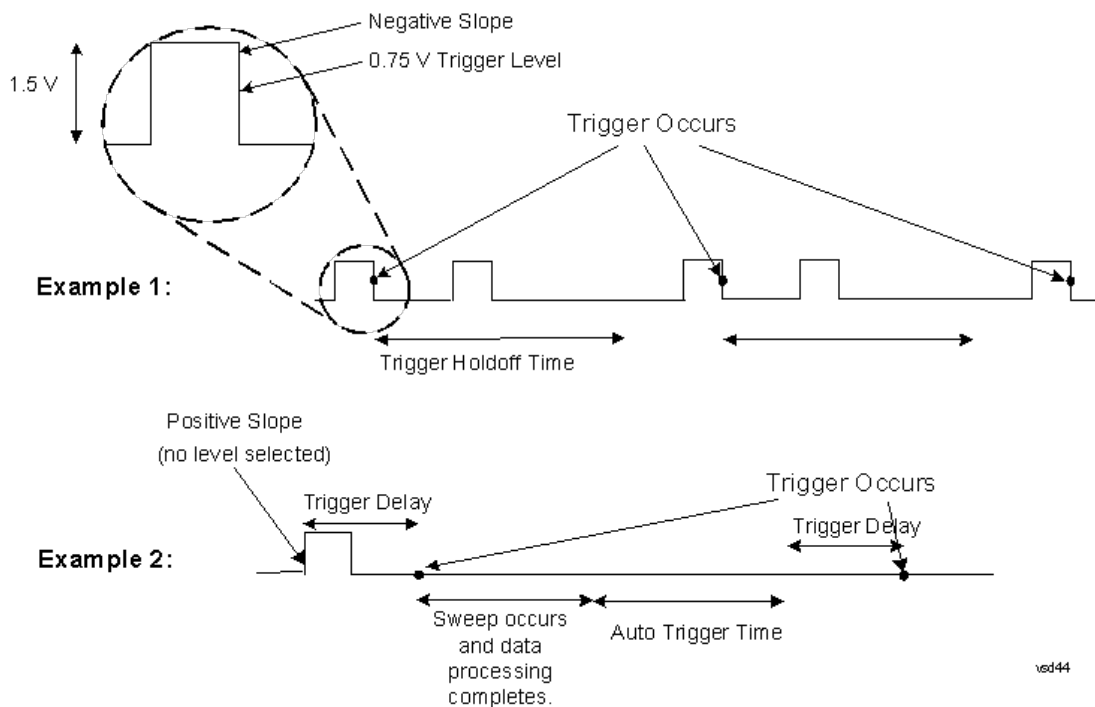 Negative Slope
0.75 V Trigger Level
1.5 V
Trigger Occurs
Example 1:
Trigger Holdoff Time
Positive Slope
(no level selected)
Trigger Delay
Trigger Occurs
Trigger Delay
Example 2:
Sweep occurs
and data
processing
completes.
Auto Trigger Time
vsd44